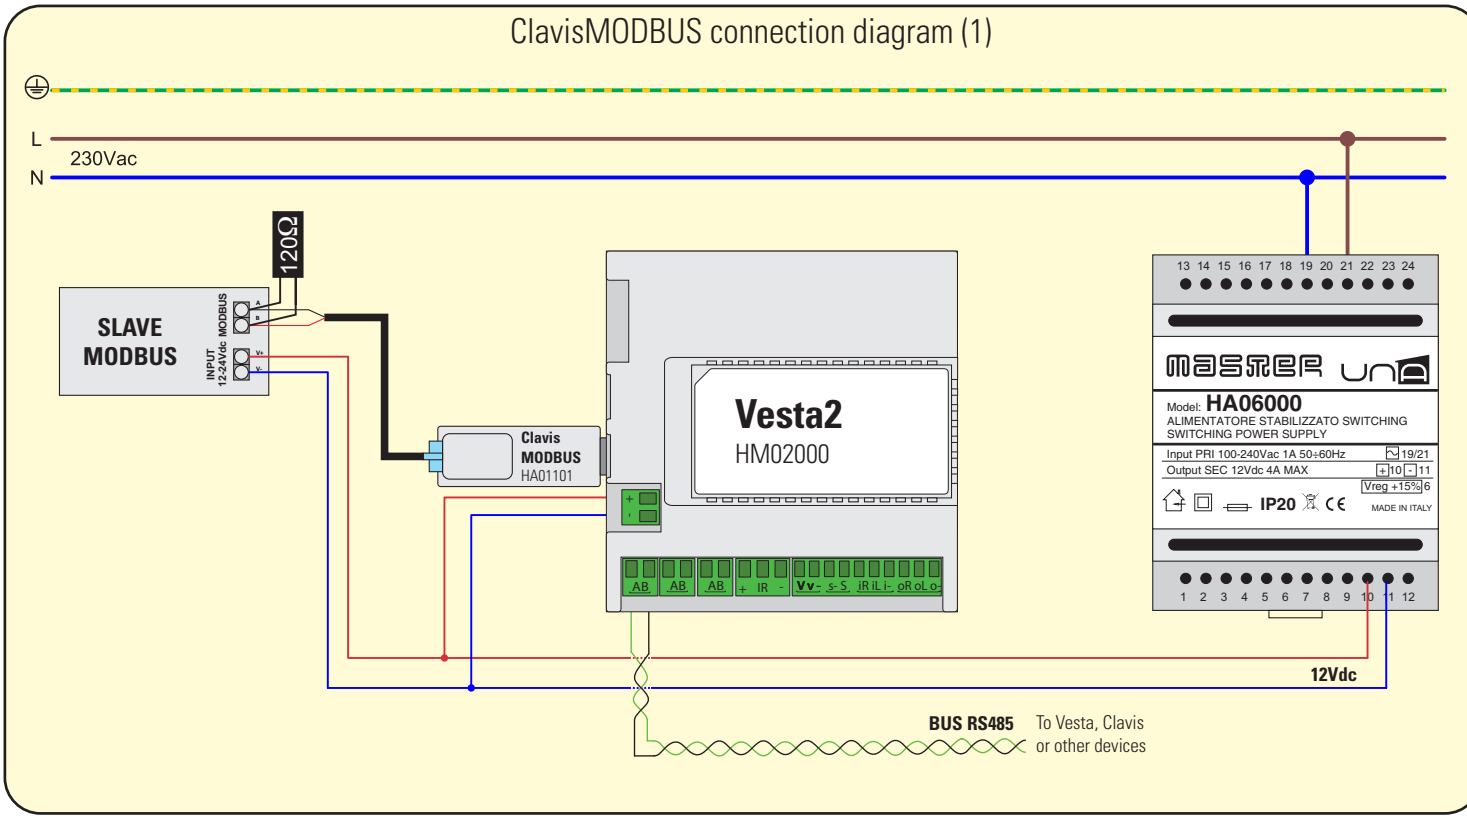 ClavisMODBUS connection diagram (1)
L
230Vac
N
120Ω
SLAVE
MODBUS
MODBUS
A
B
INPUT
12-24Vdc
V+
V-
Clavis
MODBUS
HA01101
Vesta2
HM02000
+
-
AB
AB
AB
+ IR -
V v - s- S iR iL i- oR oL o-
13 14 15 16 17 18 19 20 21 22 23 24
MASTER unA
Model: HA06000
ALIMENTATORE STABILIZZATO SWITCHING
SWITCHING POWER SUPPLY
Input PRI 100-240Vac 1A 50÷60Hz 19/21
Output SEC 12Vdc 4A MAX + 10 - 11
Vreg +15% 6
IP20 CE MADE IN ITALY
1 2 3 4 5 6 7 8 9 10 11 12
12Vdc
BUS RS485 To Vesta, Clavis
or other devices